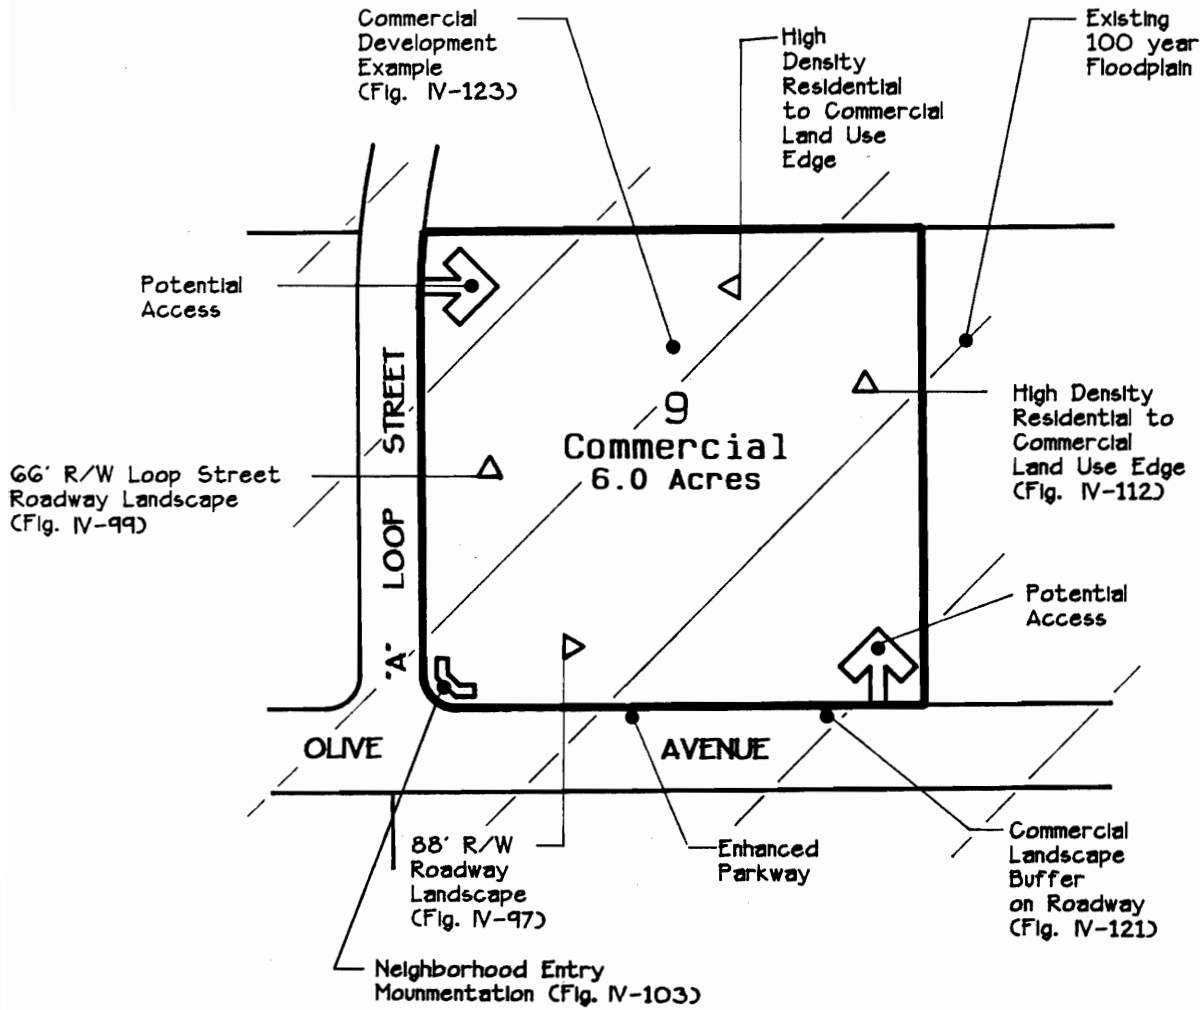 Commercial
Development
Example
(Fig. IV-123)
High
Density
Residential
to Commercial
Land Use
Edge
Existing
100 year
Floodplain
Potential
Access
"A" LOOP STREET
9
Commercial
6.0 Acres
High Density
Residential to
Commercial
Land Use Edge
(Fig. IV-112)
66' R/W Loop Street
Roadway Landscape
(Fig. IV-99)
Potential
Access
OLIVE AVENUE
88' R/W
Roadway
Landscape
(Fig. IV-97)
Enhanced
Parkway
Commercial
Landscape
Buffer
on Roadway
(Fig. IV-121)
Neighborhood Entry
Mounmentation (Fig. IV-103)